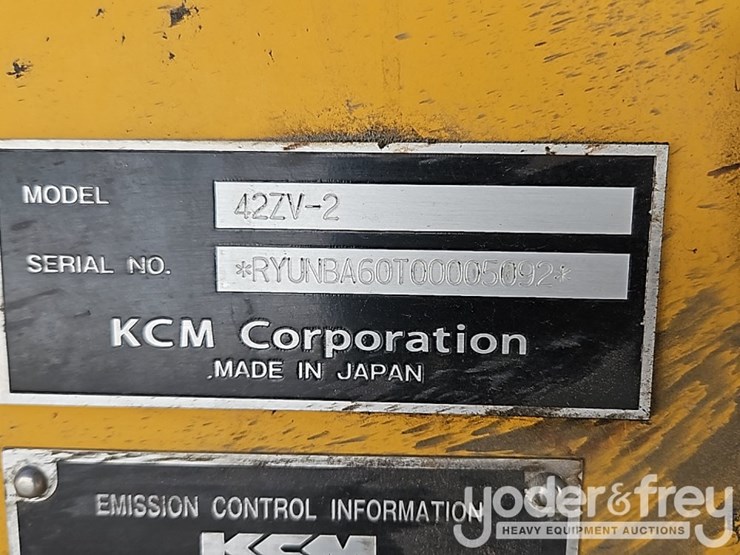 MODEL 42ZV-2
SERIAL NO. *RYUNBA60T00005092*
KCM Corporation
MADE IN JAPAN
EMISSION CONTROL INFORMATION
KCM
yoder&frey
HEAVY EQUIPMENT AUCTIONS